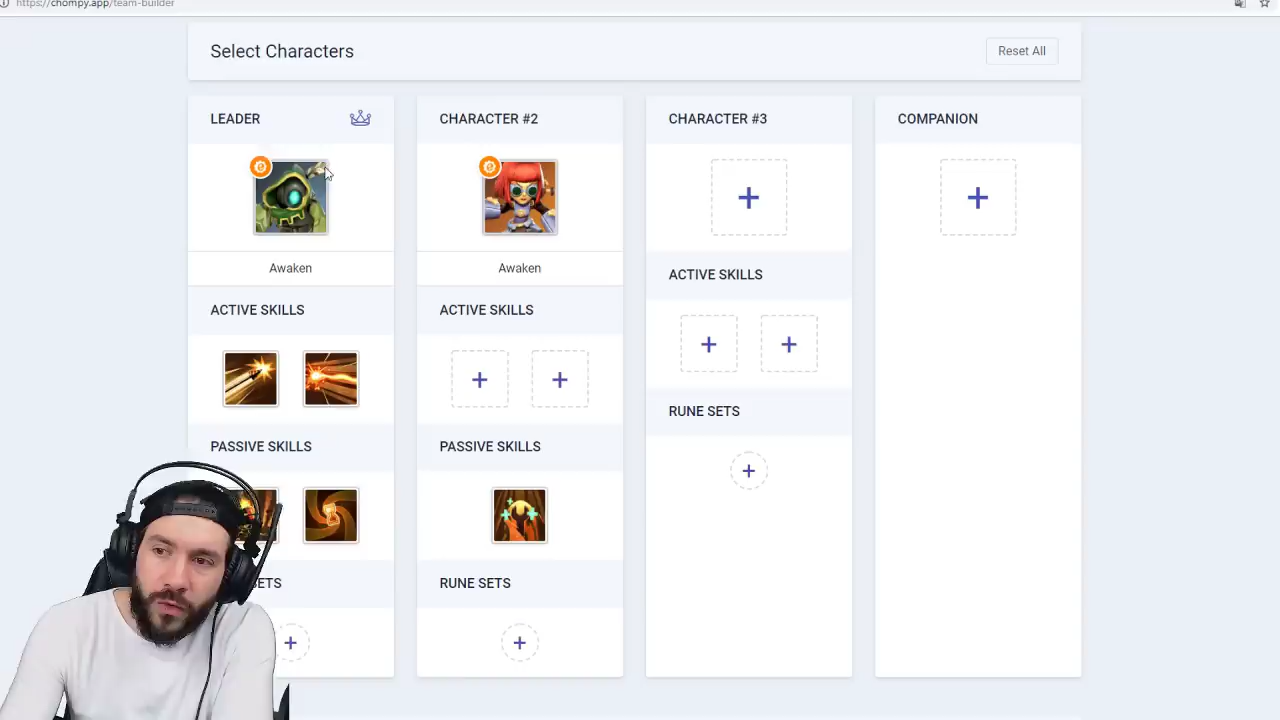 https://chompy.app/team-builder
Select Characters
Reset All
LEADER
CHARACTER #2
CHARACTER #3
COMPANION
Awaken
Awaken
ACTIVE SKILLS
ACTIVE SKILLS
ACTIVE SKILLS
PASSIVE SKILLS
PASSIVE SKILLS
RUNE SETS
SETS
RUNE SETS